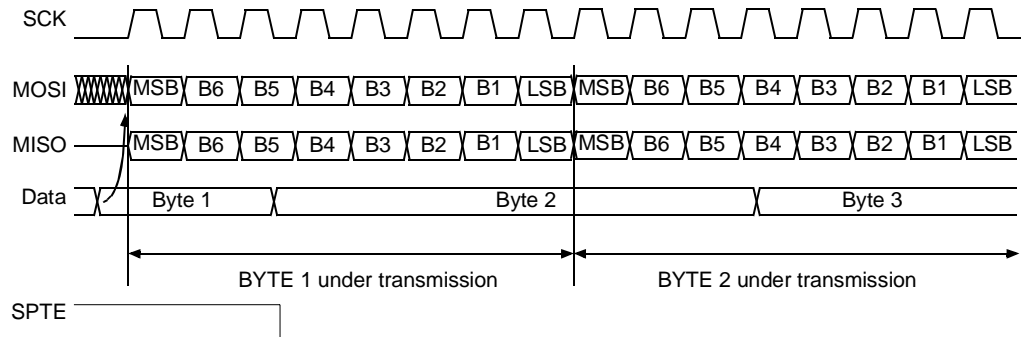 SCK
MOSI MSB B6 B5 B4 B3 B2 B1 LSB MSB B6 B5 B4 B3 B2 B1 LSB
MISO MSB B6 B5 B4 B3 B2 B1 LSB MSB B6 B5 B4 B3 B2 B1 LSB
Data Byte 1 Byte 2 Byte 3
BYTE 1 under transmission BYTE 2 under transmission
SPTE